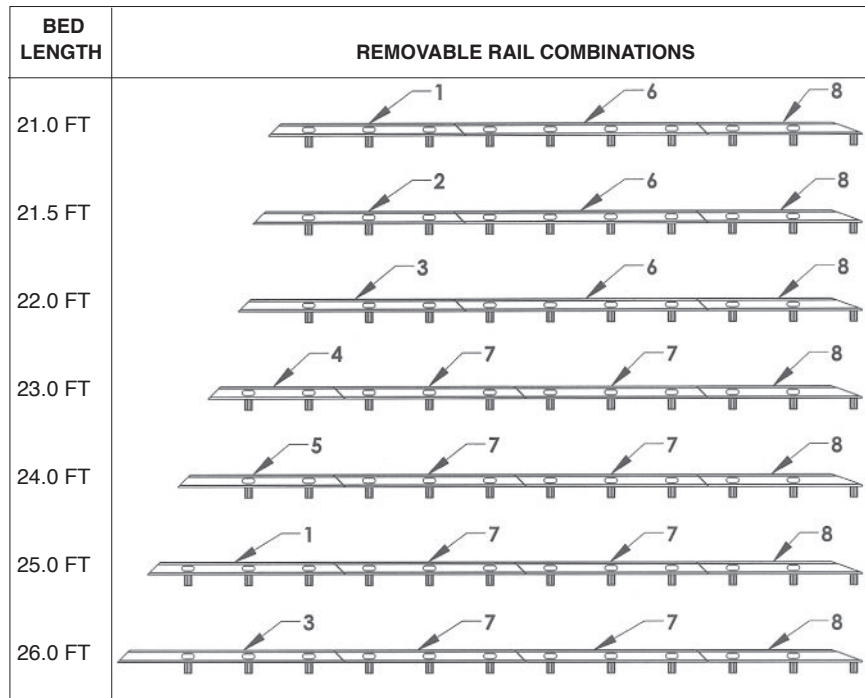 BED
LENGTH
REMOVABLE RAIL COMBINATIONS
21.0 FT 1 6 8
21.5 FT 2 6 8
22.0 FT 3 6 8
23.0 FT 4 7 7 8
24.0 FT 5 7 7 8
25.0 FT 1 7 7 8
26.0 FT 3 7 7 8